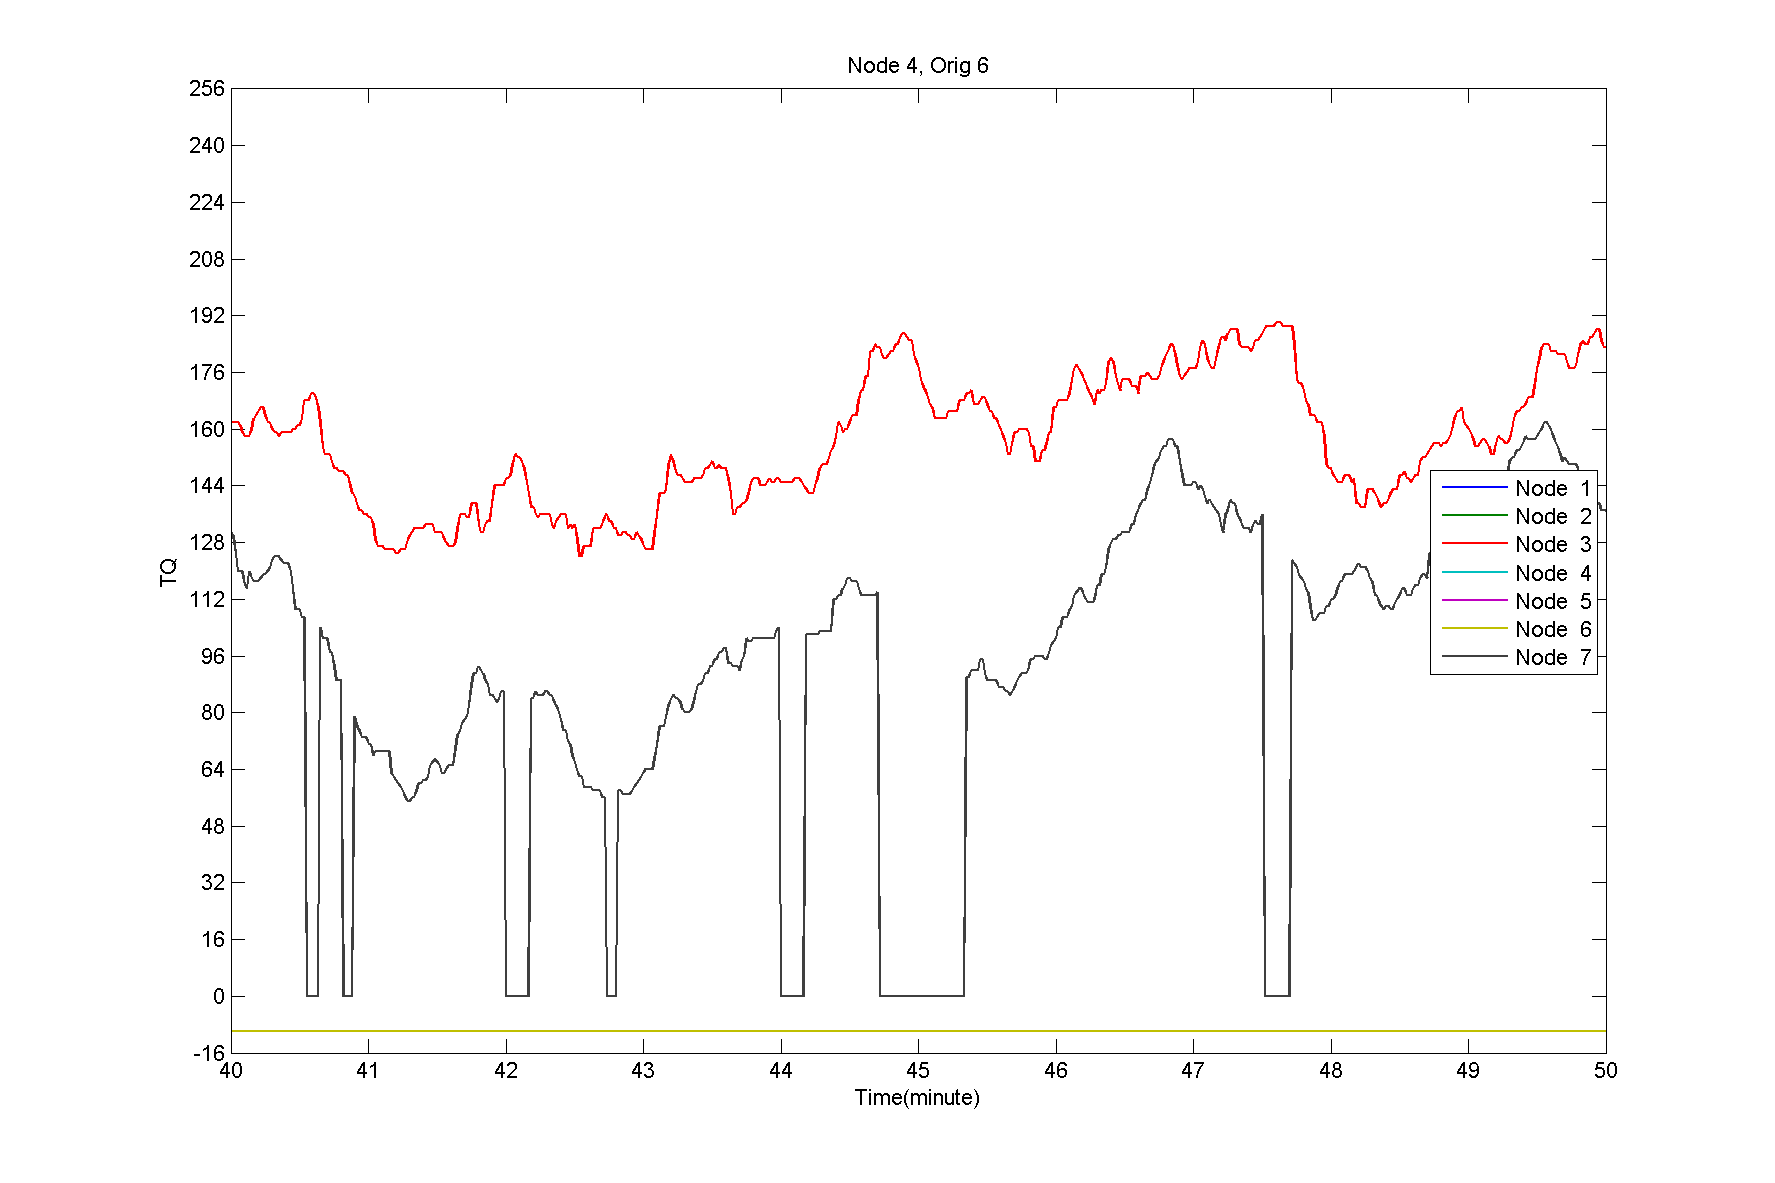 Node 4, Orig 6
256
240
224
208
192
176
160
144
128
112
96
80
64
48
32
16
0
-16
TQ
Node 1
Node 2
Node 3
Node 4
Node 5
Node 6
Node 7
40 41 42 43 44 45 46 47 48 49 50
Time(minute)